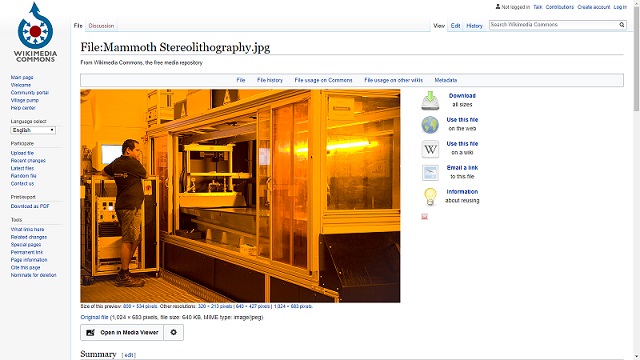 Not logged in Talk Contributions Create account Log in
File Discussion View Edit History Search Wikimedia Commons
WIKIMEDIA
COMMONS
File:Mammoth Stereolithography.jpg
From Wikimedia Commons, the free media repository
File File history File usage on Commons File usage on other wikis Metadata
Main page
Welcome
Community portal
Village pump
Help center
Language select
English
Participate
Upload file
Recent changes
Latest files
Random file
Contact us
Print/export
Download as PDF
Tools
What links here
Related changes
Special pages
Permanent link
Page information
Cite this page
Nominate for deletion
Download
all sizes
Use this file
on the web
W
Use this file
on a wiki
Email a link
to this file
Information
about reusing
Size of this preview: 800 × 534 pixels. Other resolutions: 320 × 213 pixels | 640 × 427 pixels | 1,024 × 683 pixels.
Original file (1,024 × 683 pixels, file size: 640 KB, MIME type: image/jpeg)
Open in Media Viewer
Summary [ edit ]